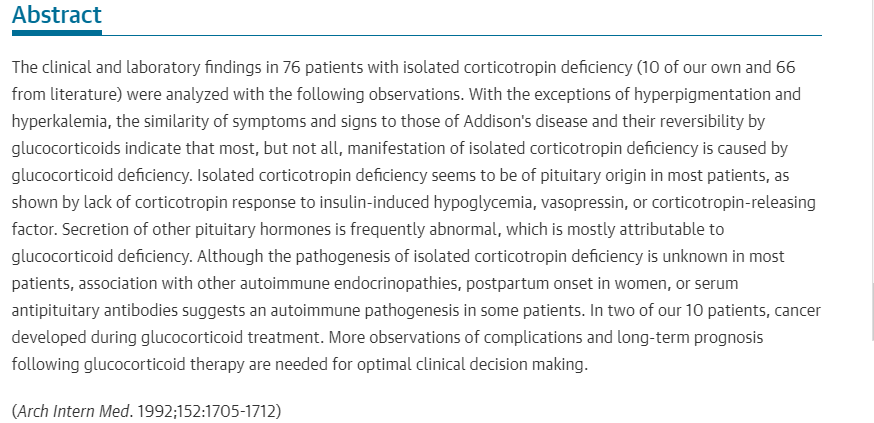 Abstract
The clinical and laboratory findings in 76 patients with isolated corticotropin deficiency (10 of our own and 66
from literature) were analyzed with the following observations. With the exceptions of hyperpigmentation and
hyperkalemia, the similarity of symptoms and signs to those of Addison's disease and their reversibility by
glucocorticoids indicate that most, but not all, manifestation of isolated corticotropin deficiency is caused by
glucocorticoid deficiency. Isolated corticotropin deficiency seems to be of pituitary origin in most patients, as
shown by lack of corticotropin response to insulin-induced hypoglycemia, vasopressin, or corticotropin-releasing
factor. Secretion of other pituitary hormones is frequently abnormal, which is mostly attributable to
glucocorticoid deficiency. Although the pathogenesis of isolated corticotropin deficiency is unknown in most
patients, association with other autoimmune endocrinopathies, postpartum onset in women, or serum
antipituitary antibodies suggests an autoimmune pathogenesis in some patients. In two of our 10 patients, cancer
developed during glucocorticoid treatment. More observations of complications and long-term prognosis
following glucocorticoid therapy are needed for optimal clinical decision making.
(Arch Intern Med. 1992;152:1705-1712)